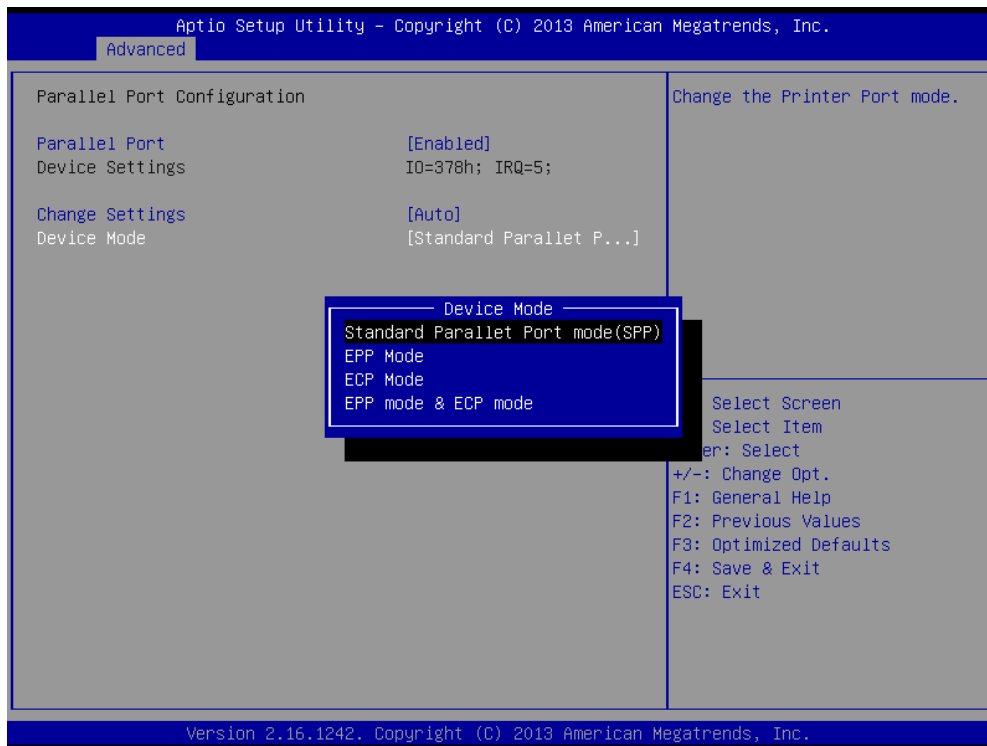 Aptio Setup Utility – Copyright (C) 2013 American Megatrends, Inc.
Advanced
Parallel Port Configuration
Parallel Port [Enabled]
Device Settings IO=378h; IRQ=5;
Change Settings [Auto]
Device Mode [Standard Parallet P...]
Change the Printer Port mode.
Device Mode
Standard Parallet Port mode(SPP)
EPP Mode
ECP Mode
EPP mode & ECP mode
Select Screen
Select Item
er: Select
+/-: Change Opt.
F1: General Help
F2: Previous Values
F3: Optimized Defaults
F4: Save & Exit
ESC: Exit
Version 2.16.1242. Copyright (C) 2013 American Megatrends, Inc.